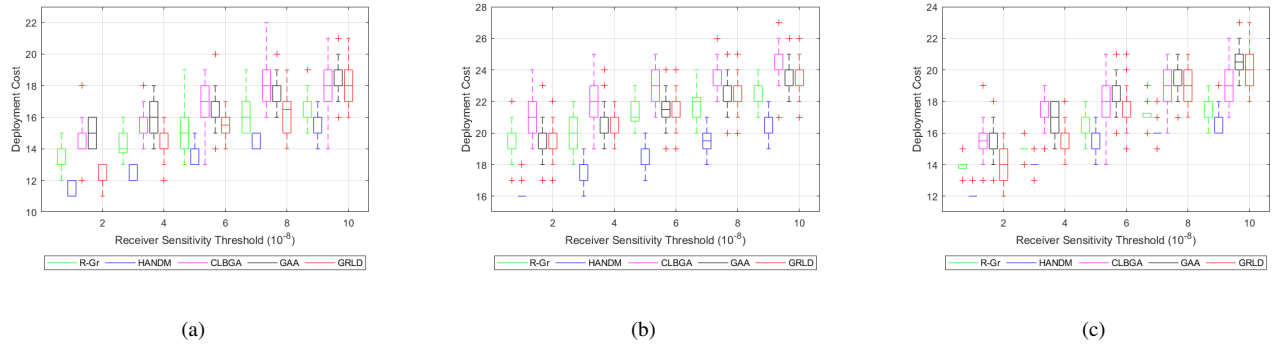 22
20
18
16
14
12
10
Deployment Cost
2 4 6 8 10
Receiver Sensitivity Threshold (10-8)
R-Gr HANDM CLBGA GAA GRLD
(a)
28
26
24
22
20
18
16
Deployment Cost
2 4 6 8 10
Receiver Sensitivity Threshold (10-8)
R-Gr HANDM CLBGA GAA GRLD
(b)
24
22
20
18
16
14
12
Deployment Cost
2 4 6 8 10
Receiver Sensitivity Threshold (10-8)
R-Gr HANDM CLBGA GAA GRLD
(c)